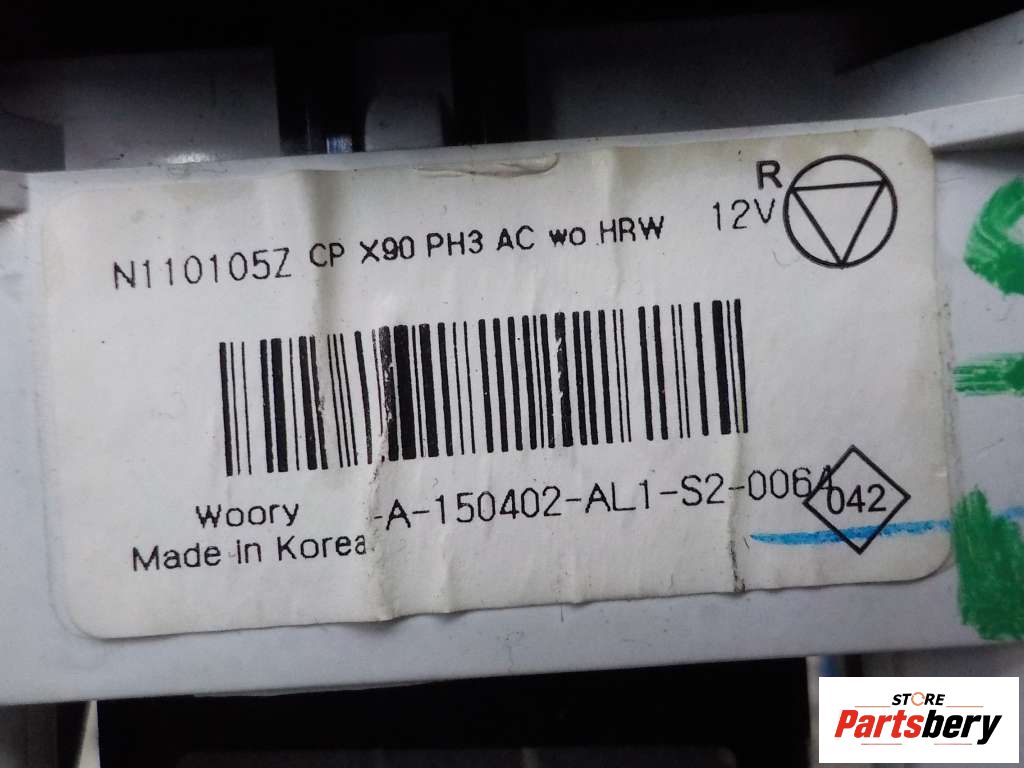 R
N110105Z CP X90 PH3 AC wo HRW 12V
Woory -A-150402-AL1-S2-0064 042
Made in Korea
STORE
Partsbery